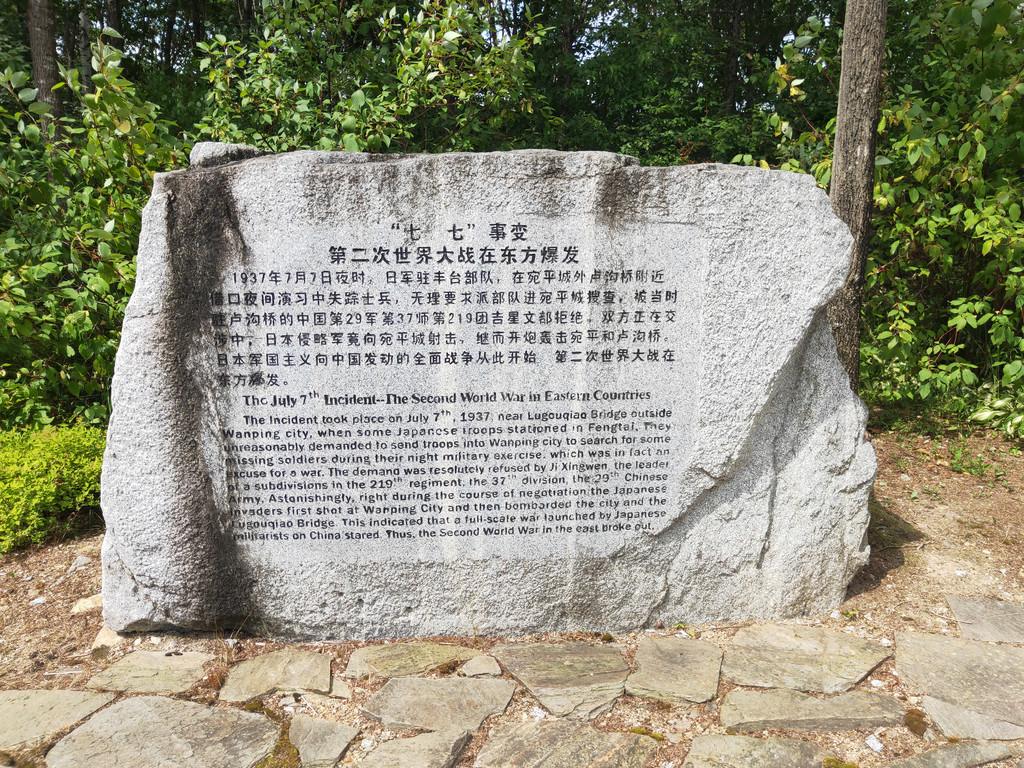 “七 七”事变
第二次世界大战在东方爆发
1937年7月7日夜时，日军驻丰台部队，在宛平城外卢沟桥附近
借口夜间演习中失踪士兵，无理要求派部队进宛平城搜查，被当时
驻卢沟桥的中国第29军第37师第219团吉星文部拒绝。双方正在交
涉中，日本侵略军竟向宛平城射击，继而开炮轰击宛平和卢沟桥。
日本军国主义向中国发动的全面战争从此开始 第二次世界大战在
东方爆发。
The July 7th Incident--The Second World War in Eastern Countries
The Incident took place on July 7th, 1937, near Lugouqiao Bridge outside
Wanping city, when some Japanese troops stationed in Fengtai. They
unreasonably demanded to sand troops into Wanping city to search for some
missing soldiers during their night military exercise, which was in fact an
excuse for a war. The demand was resolutely refused by Ji Xingwen, the leader
of a subdivisions in the 219th regiment, the 37th division, the 29th Chinese
Army. Astonishingly, right during the course of negotiation the Japanese
invaders first shot at Wanping City and then bombarded the city and the
Lugouqiao Bridge. This indicated that a full-scale war launched by Japanese
militarists on China stared. Thus, the Second World War in the east broke out.